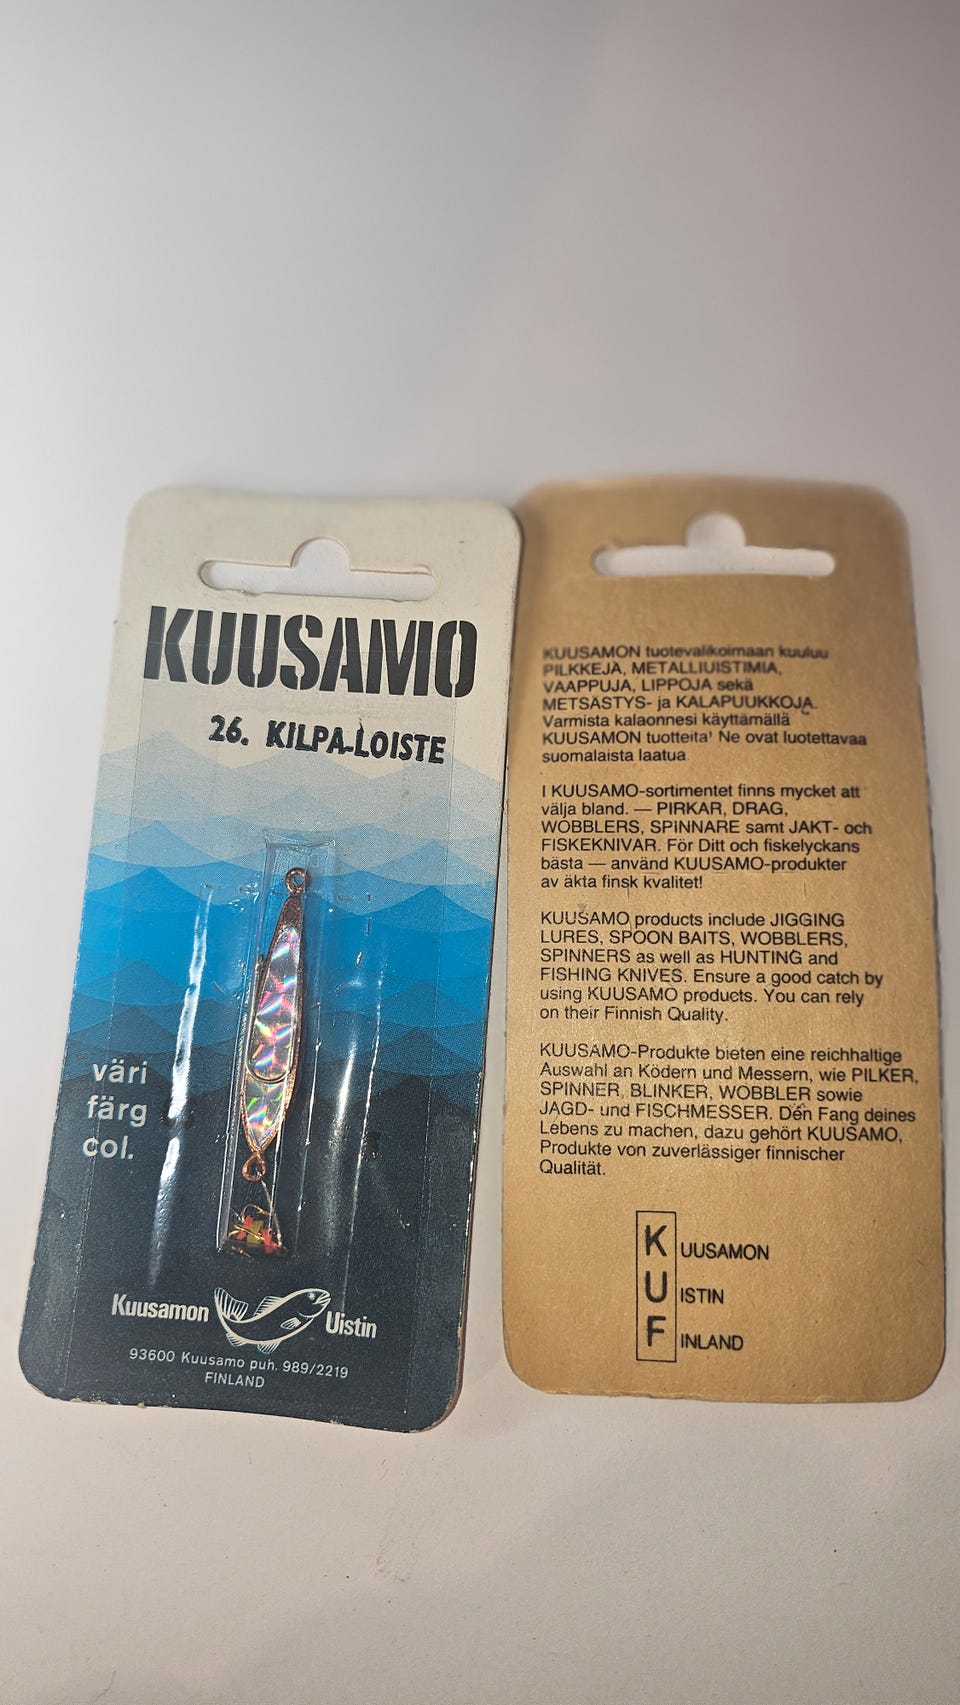 KUUSAMO
26. KILPA-LOISTE
väri
färg
col.
Kuusamon Uistin
93600 Kuusamo puh. 989/2219
FINLAND
KUUSAMON tuotevalikoimaan kuuluu
PILKKEJÄ, METALLIUISTIMIA,
VAAPPUJA, LIPPOJA sekä
METSÄSTYS- ja KALAPUUKKOJA.
Varmista kalaonnesi käyttämällä
KUUSAMON tuotteita! Ne ovat luotettavaa
suomalaista laatua
I KUUSAMO-sortimentet finns mycket att
välja bland. — PIRKAR, DRAG,
WOBBLERS, SPINNARE samt JAKT- och
FISKEKNIVAR. För Ditt och fiskelyckans
bästa — använd KUUSAMO-produkter
av äkta finsk kvalitet!
KUUSAMO products include JIGGING
LURES, SPOON BAITS, WOBBLERS,
SPINNERS as well as HUNTING and
FISHING KNIVES. Ensure a good catch by
using KUUSAMO products. You can rely
on their Finnish Quality.
KUUSAMO-Produkte bieten eine reichhaltige
Auswahl an Ködern und Messern, wie PILKER,
SPINNER, BLINKER, WOBBLER sowie
JAGD- und FISCHMESSER. Den Fang deines
Lebens zu machen, dazu gehört KUUSAMO,
Produkte von zuverlässiger finnischer
Qualität.
KUUSAMON
UISTIN
FINLAND